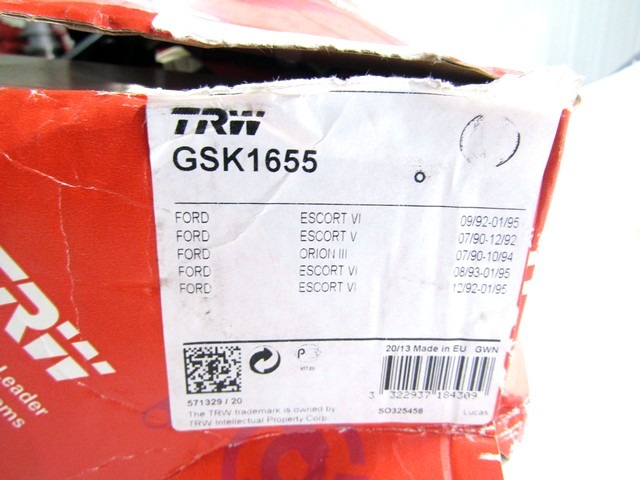 TRW
GSK1655
FORD ESCORT VI 09/92-01/95
FORD ESCORT V 07/90-12/92
FORD ORION III 07/90-10/94
FORD ESCORT VI 08/93-01/95
FORD ESCORT VI 12/92-01/95
20/13 Made in EU GWN
571329 / 20
3 322937 184309
The TRW trademark is owned by
TRW Intellectual Property Corp.
SO325458 Lucas
TRW
Leader